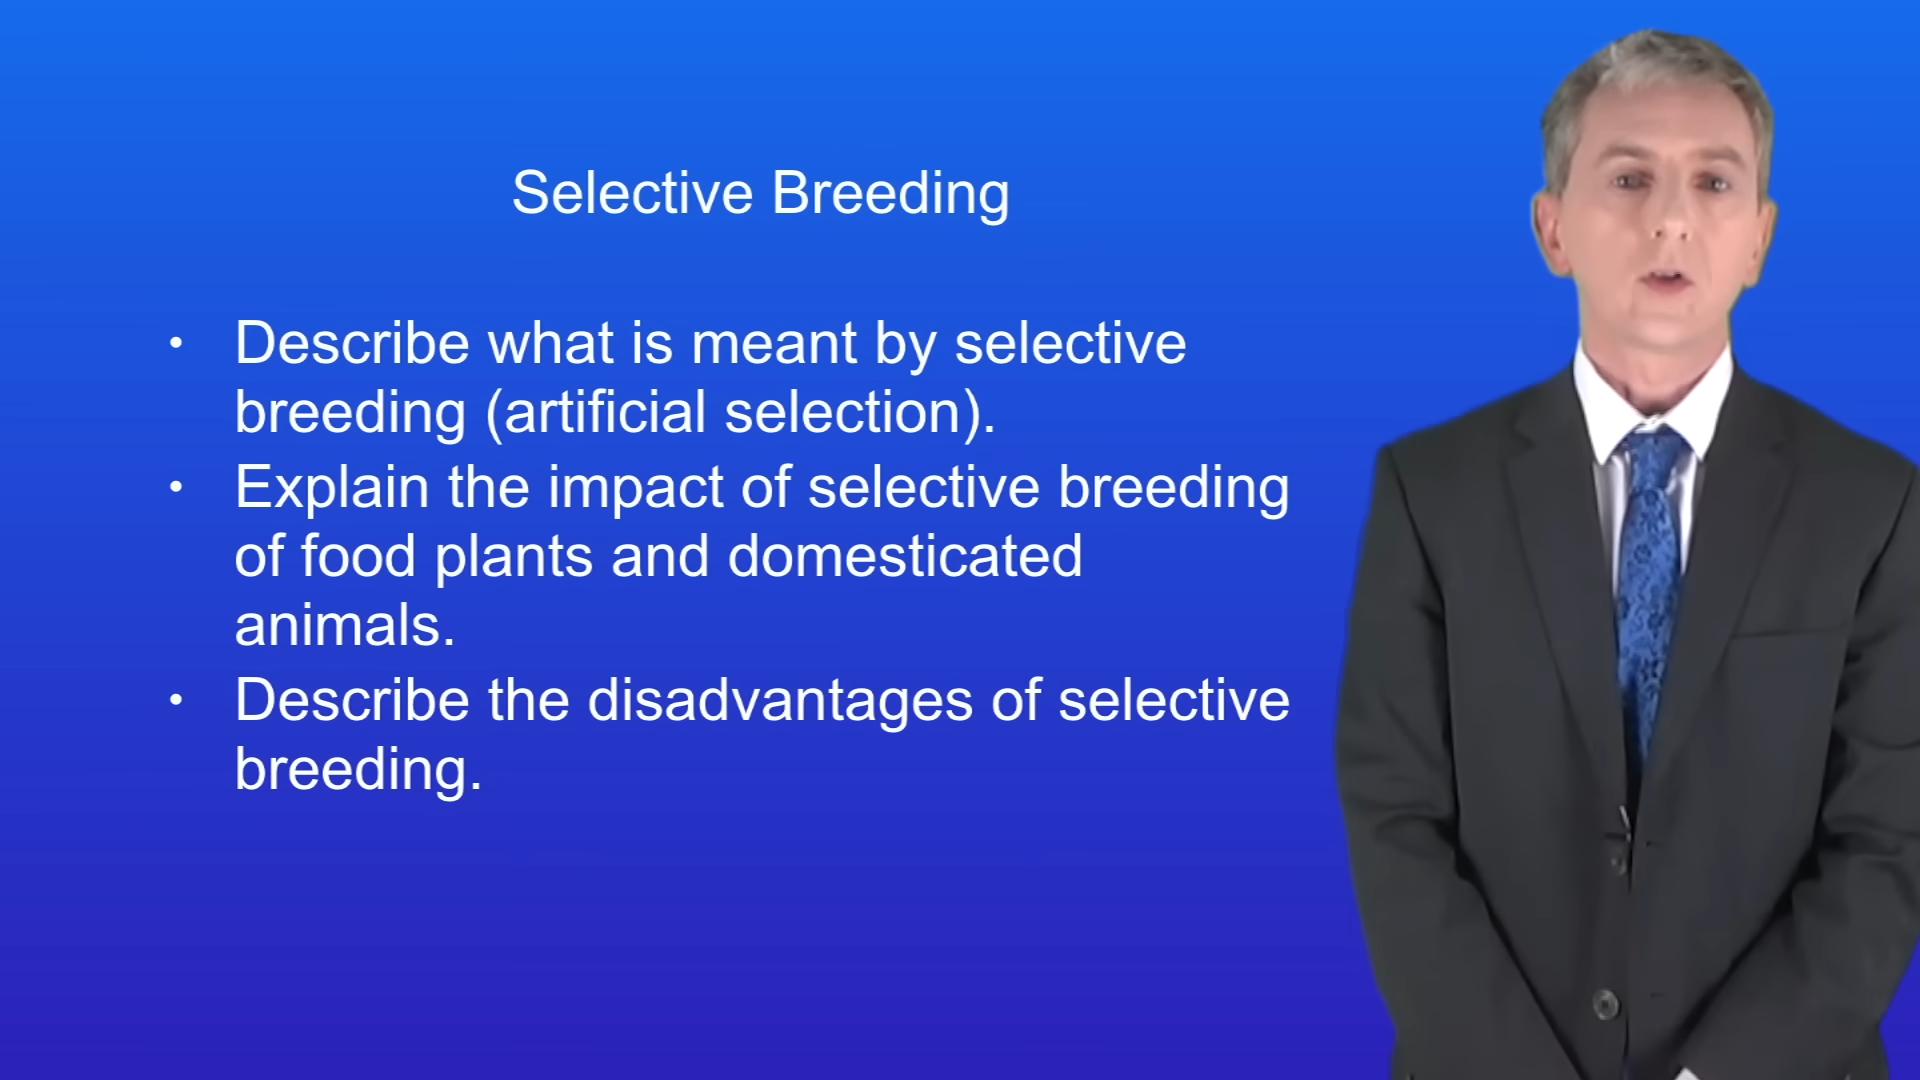 Selective Breeding
• Describe what is meant by selective
breeding (artificial selection).
• Explain the impact of selective breeding
of food plants and domesticated
animals.
• Describe the disadvantages of selective
breeding.